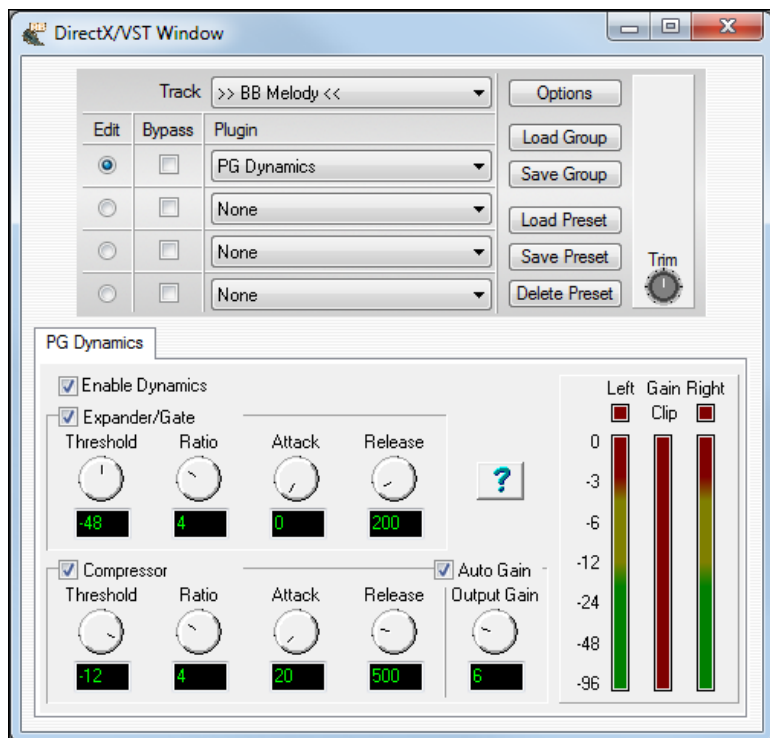 DirectX/VST Window
Track >> BB Melody << Options
Edit Bypass Plugin
Load Group
PG Dynamics
Save Group
None
Load Preset
None
Save Preset
Trim
None
Delete Preset
PG Dynamics
Enable Dynamics
Left Gain Right
Expander/Gate
Clip
Threshold Ratio Attack Release
0
-3
?
-48 4 0 200
-6
-12
Compressor
Auto Gain
Threshold Ratio Attack Release Output Gain
-24
-48
-12 4 20 500 6
-96